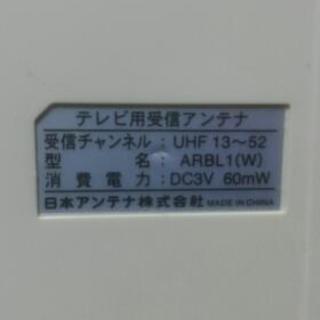 テレビ用受信アンテナ
受信チャンネル：UHF 13～52
型　　　名：ARBL1(W)
消 費 電 力：DC3V 60mW
日本アンテナ株式会社 MADE IN CHINA